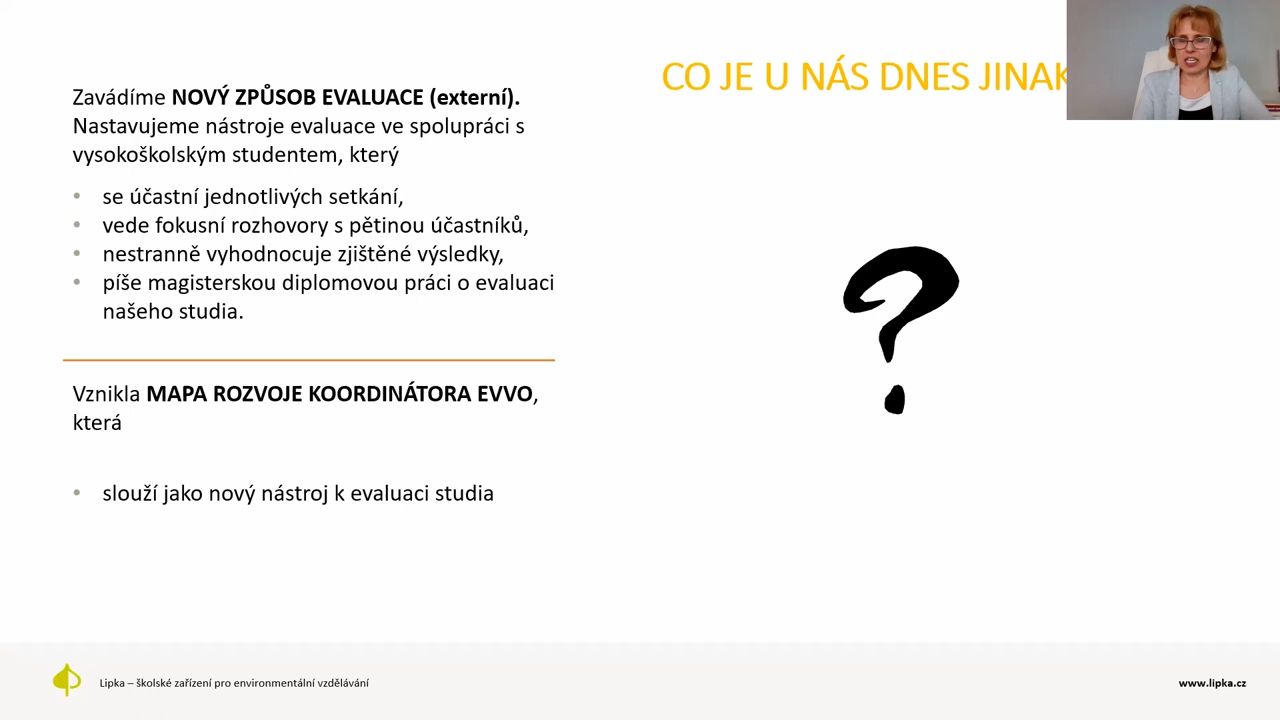 CO JE U NÁS DNES JINAK
Zavádíme NOVÝ ZPŮSOB EVALUACE (externí).
Nastavujeme nástroje evaluace ve spolupráci s
vysokoškolským studentem, který
• se účastní jednotlivých setkání,
• vede fokusní rozhovory s pětinou účastníků,
• nestranně vyhodnocuje zjištěné výsledky,
• píše magisterskou diplomovou práci o evaluaci
našeho studia.
Vznikla MAPA ROZVOJE KOORDINÁTORA EVVO,
která
• slouží jako nový nástroj k evaluaci studia
?
Lipka – školské zařízení pro environmentální vzdělávání
www.lipka.cz